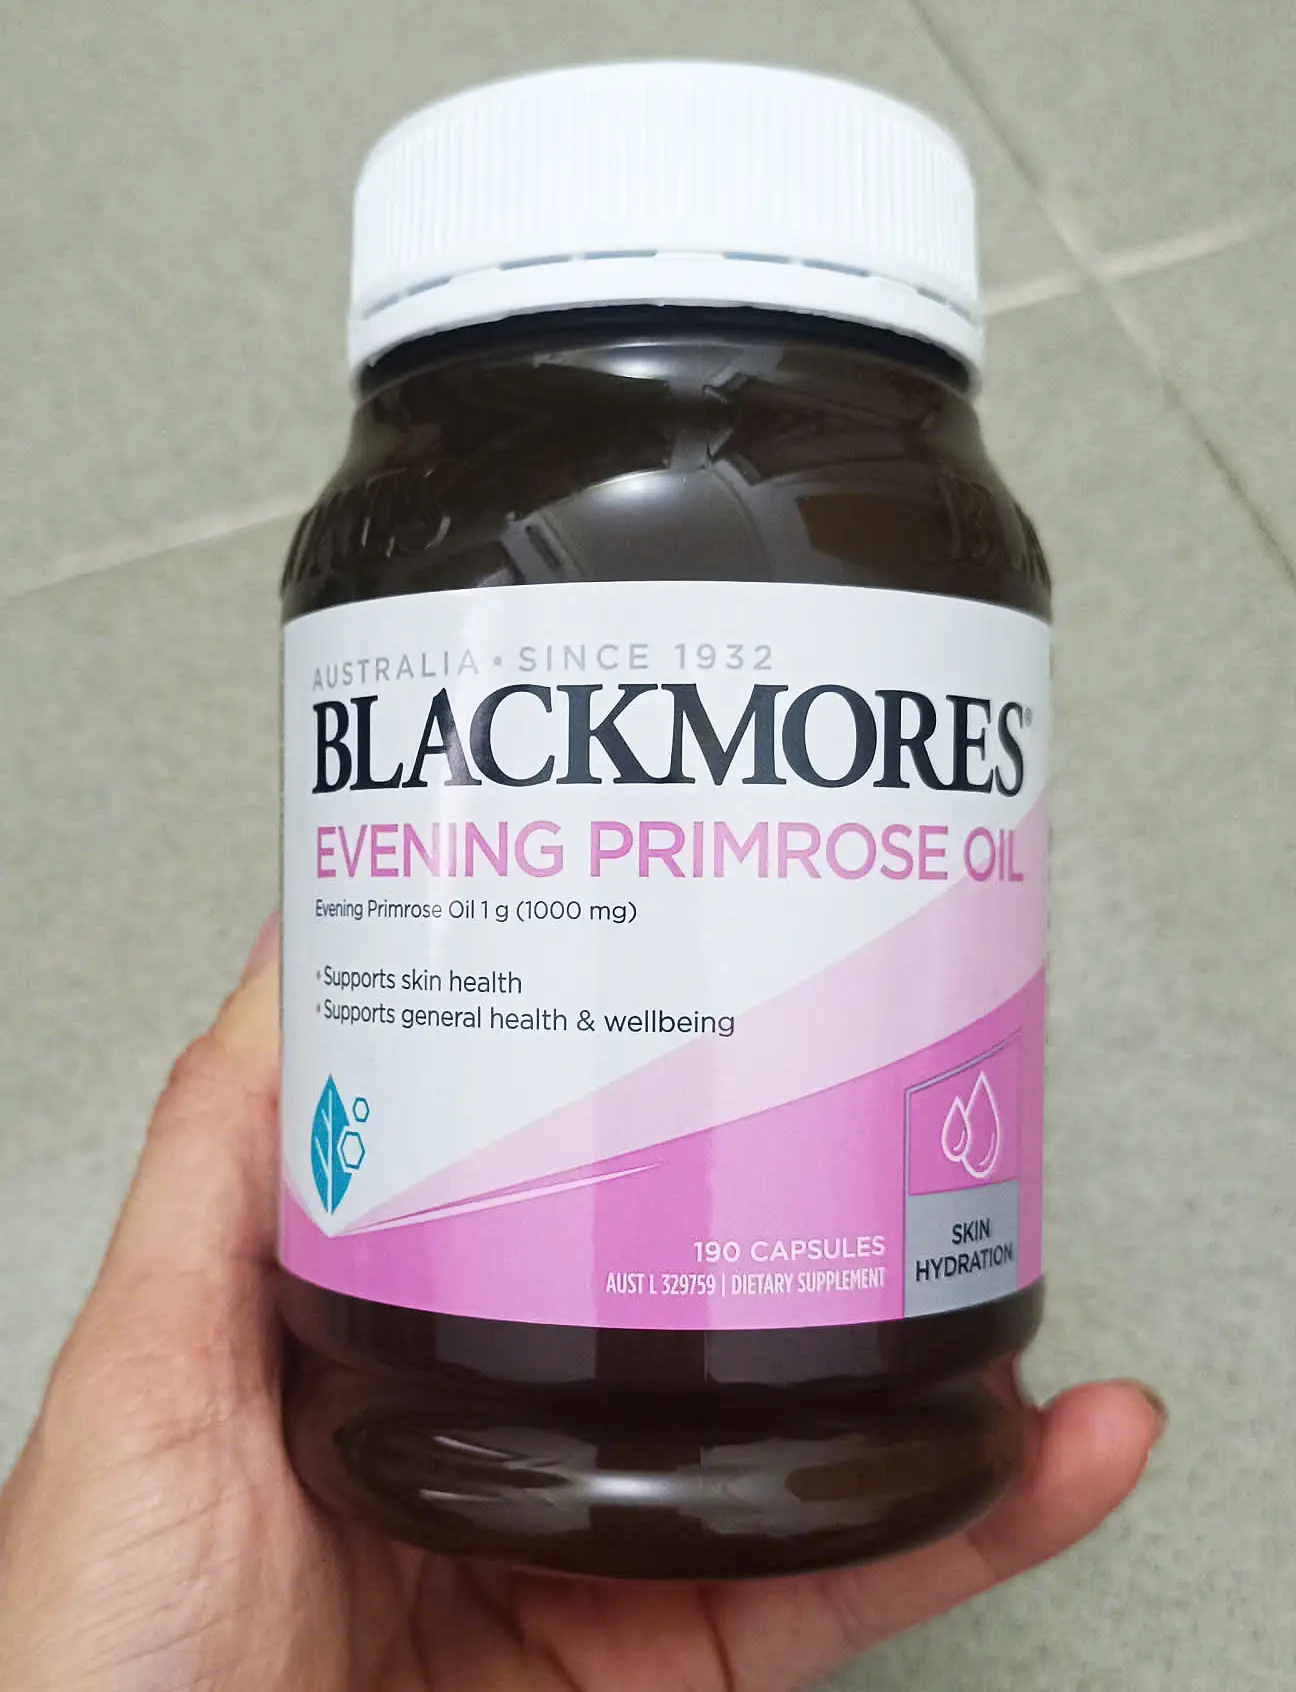 AUSTRALIA • SINCE 1932
BLACKMORES®
EVENING PRIMROSE OIL
Evening Primrose Oil 1 g (1000 mg)
• Supports skin health
• Supports general health & wellbeing
190 CAPSULES
AUST L 329759 | DIETARY SUPPLEMENT
SKIN
HYDRATION